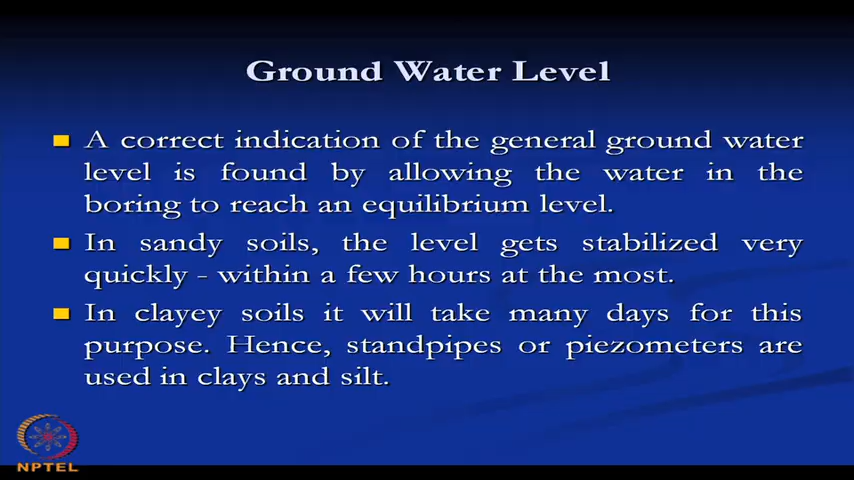 Ground Water Level
A correct indication of the general ground water
level is found by allowing the water in the
boring to reach an equilibrium level.
In sandy soils, the level gets stabilized very
quickly - within a few hours at the most.
In clayey soils it will take many days for this
purpose. Hence, standpipes or piezometers are
used in clays and silt.
NPTEL